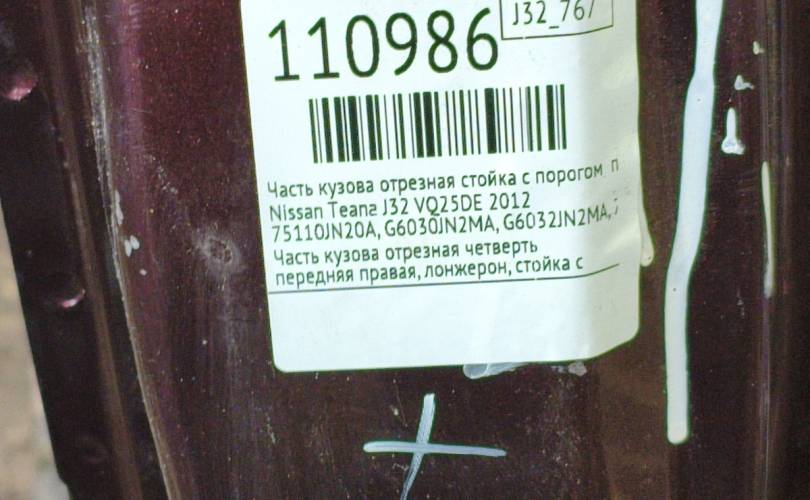 J32_767
110986
Часть кузова отрезная стойка с порогом п
Nissan Teana J32 VQ25DE 2012
75110JN20A, G6030JN2MA, G6032JN2MA,
Часть кузова отрезная четверть
передняя правая, лонжерон, стойка с